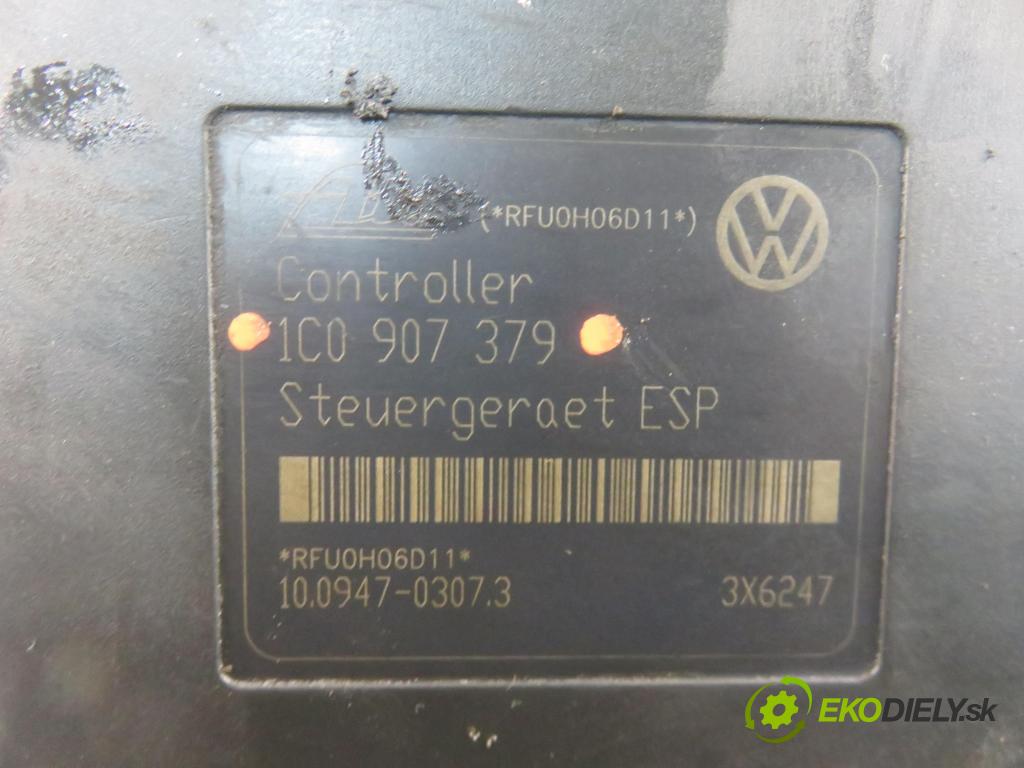 (*RFU0H06D11*)
Controller
1C0 907 379
Steuergeraet ESP
*RFU0H06D11*
10.0947-0307.3 3X6247
EKODIELY.sk